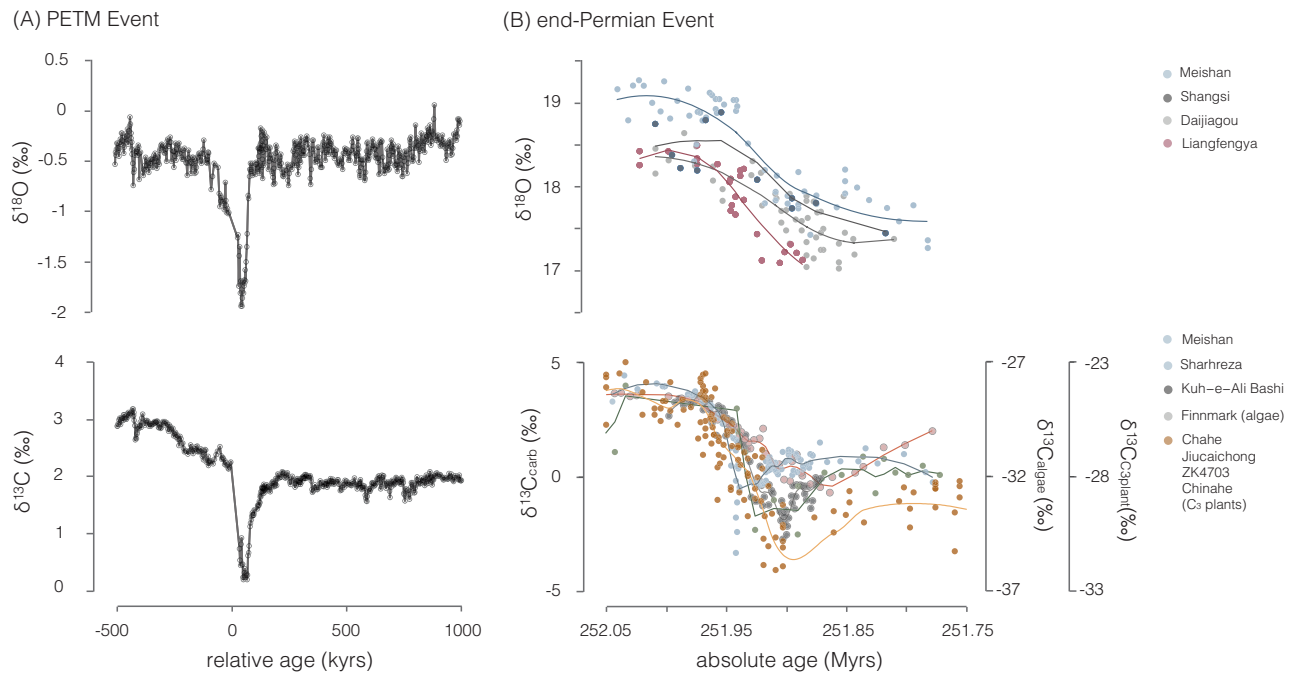 (A) PETM Event
0.5
0
-0.5
-1
-1.5
-2
δ18O (‰)
4
3
2
1
0
δ13C (‰)
-500
0
500
1000
relative age (kyrs)
(B) end-Permian Event
19
18
17
δ18O (‰)
5
0
-5
δ13Ccarb (‰)
252.05
251.95
251.85
251.75
absolute age (Myrs)
-27
-32
-37
δ13Calgae (‰)
-23
-28
-33
δ13CC3plant(‰)
Meishan
Shangsi
Daijiagou
Liangfengya
Meishan
Sharhreza
Kuh–e–Ali Bashi
Finnmark (algae)
Chahe
Jiucaichong
ZK4703
Chinahe
(C3 plants)